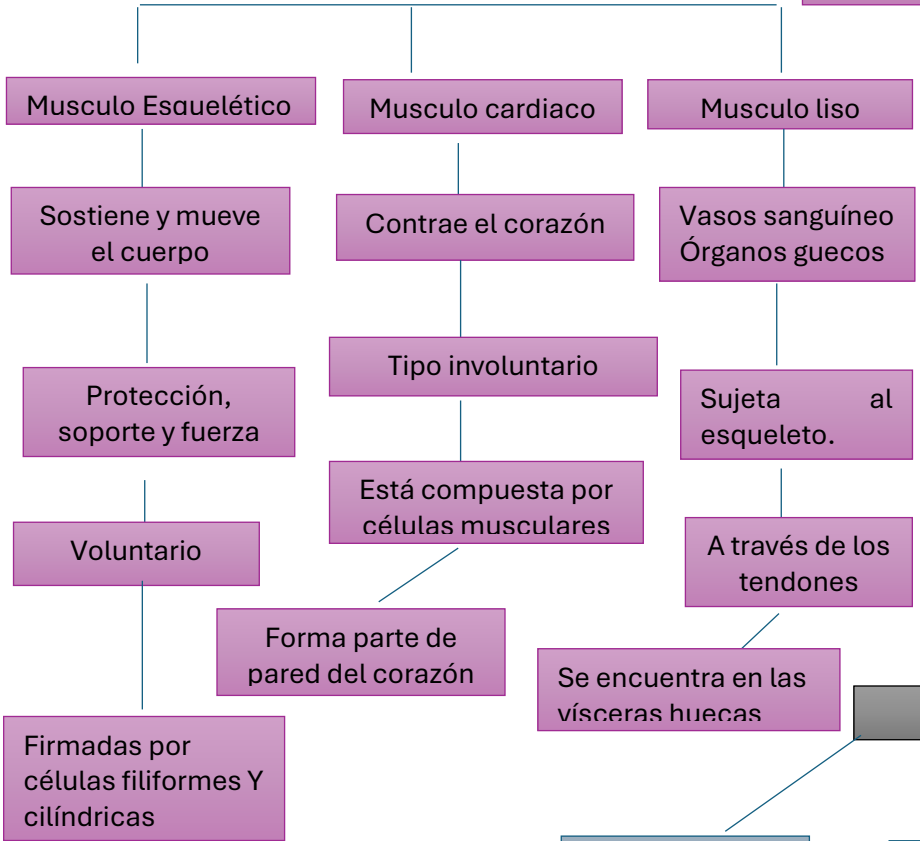 Musculo Esquelético
Musculo cardiaco
Musculo liso
Sostiene y mueve
el cuerpo
Contrae el corazón
Vasos sanguíneo
Órganos guecos
Protección,
soporte y fuerza
Tipo involuntario
Sujeta al
esqueleto.
Voluntario
Está compuesta por
células musculares
A través de los
tendones
Forma parte de
pared del corazón
Se encuentra en las
vísceras huecas
Firmadas por
células filiformes Y
cilíndricas